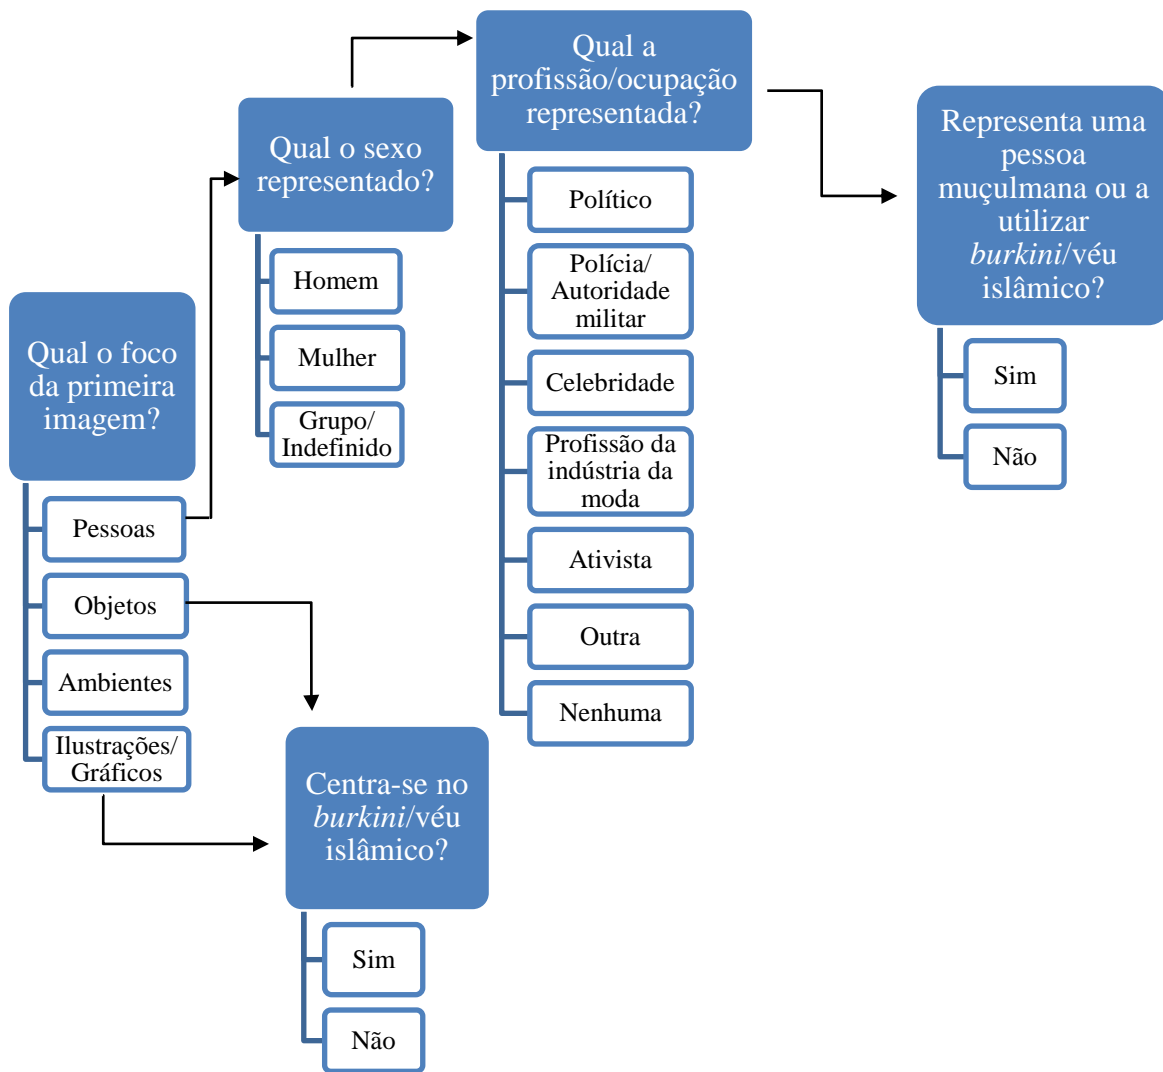 Qual o foco
da primeira
imagem?
Pessoas
Objetos
Ambientes
Ilustrações/
Gráficos
Qual o sexo
representado?
Homem
Mulher
Grupo/
Indefinido
Qual a
profissão/ocupação
representada?
Político
Polícia/
Autoridade
militar
Celebridade
Profissão da
indústria da
moda
Ativista
Outra
Nenhuma
Representa uma
pessoa
muçulmana ou a
utilizar
burkini/véu
islâmico?
Sim
Não
Centra-se no
burkini/véu
islâmico?
Sim
Não